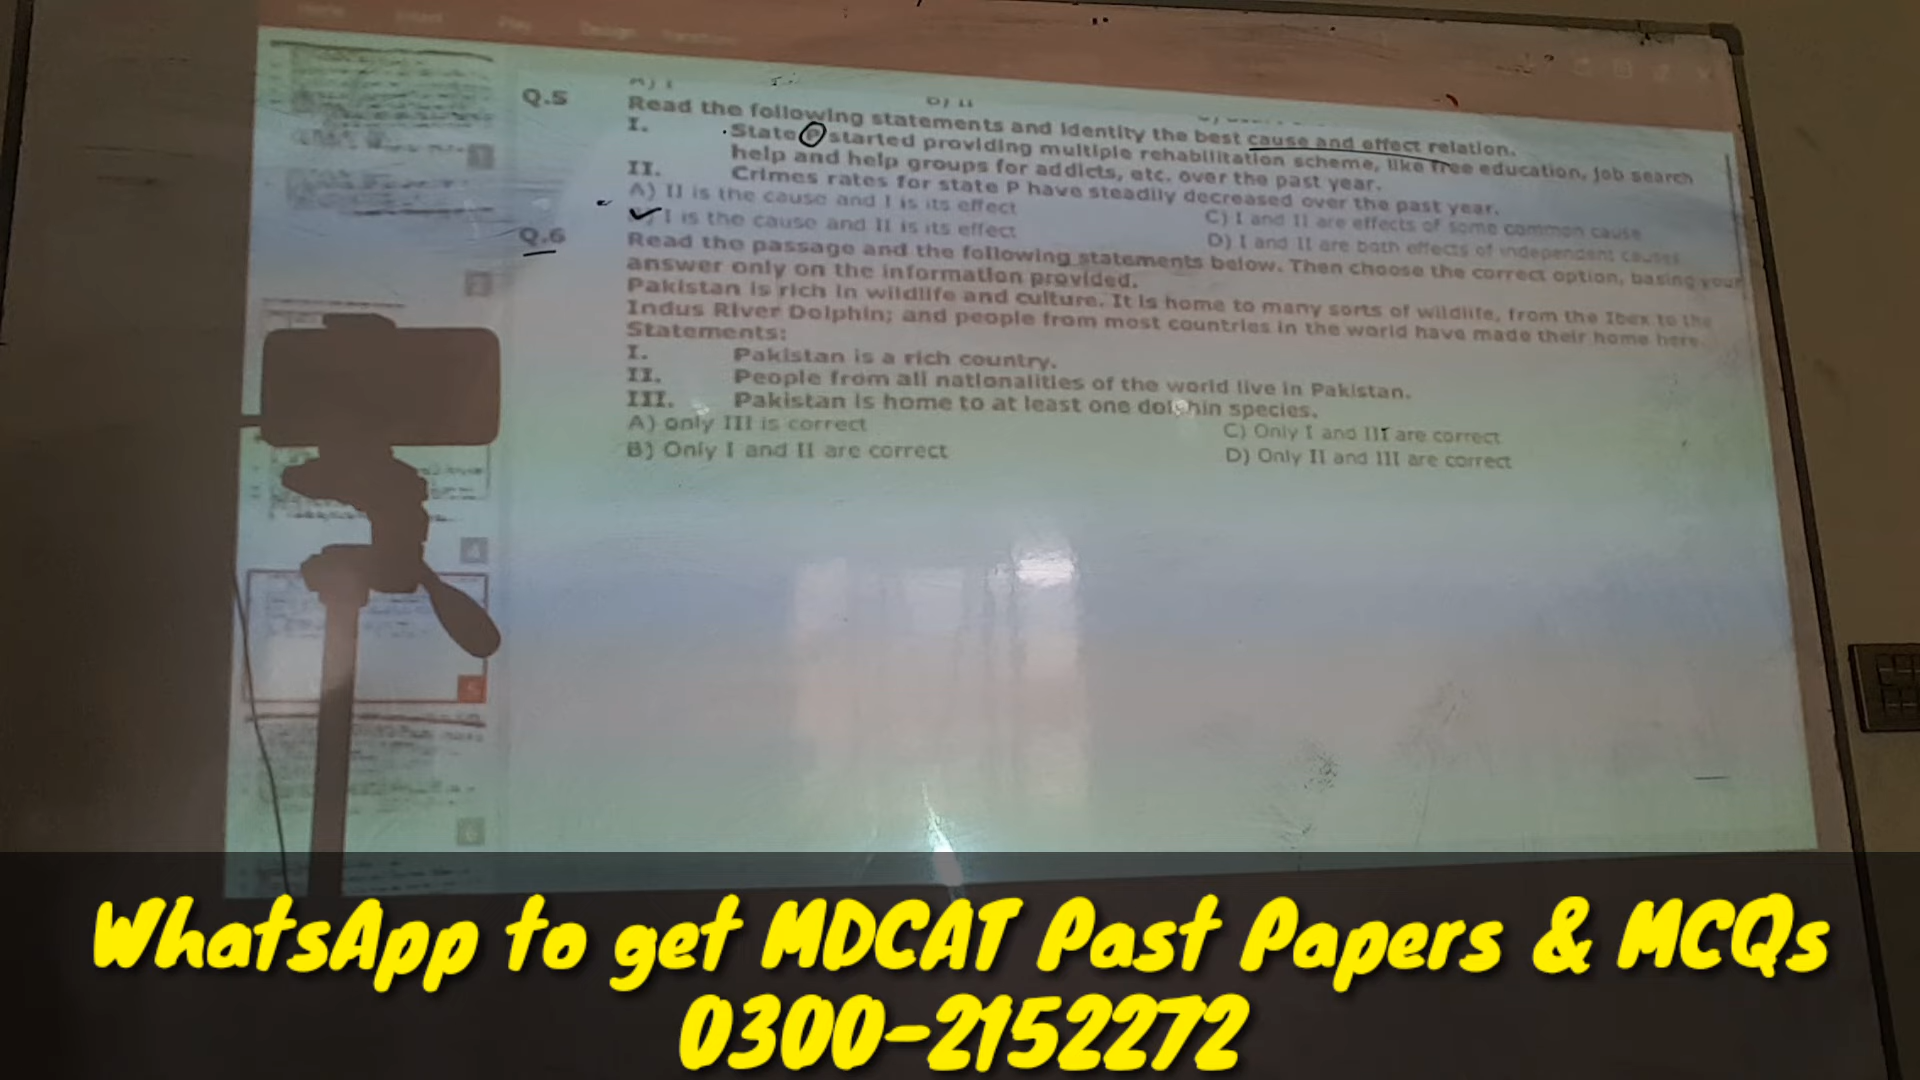 Q.5
Read the following statements and identity the best cause and effect relation.
I. State P started providing multiple rehabilitation scheme, like free education, job search
help and help groups for addicts, etc. over the past year.
II. Crimes rates for state P have steadily decreased over the past year.
A) II is the cause and I is its effect
C) I and II are effects of some common cause
I is the cause and II is its effect
D) I and II are both effects of independent causes
Q.6
Read the passage and the following statements below. Then choose the correct option, basing your
answer only on the information provided.
Pakistan is rich in wildlife and culture. It is home to many sorts of wildlife, from the Ibex to the
Indus River Dolphin; and people from most countries in the world have made their home here.
Statements:
I. Pakistan is a rich country.
II. People from all nationalities of the world live in Pakistan.
III. Pakistan is home to at least one dolphin species.
A) only III is correct
C) Only I and III are correct
B) Only I and II are correct
D) Only II and III are correct
4
5
6
WhatsApp to get MDCAT Past Papers & MCQs
0300-2152272